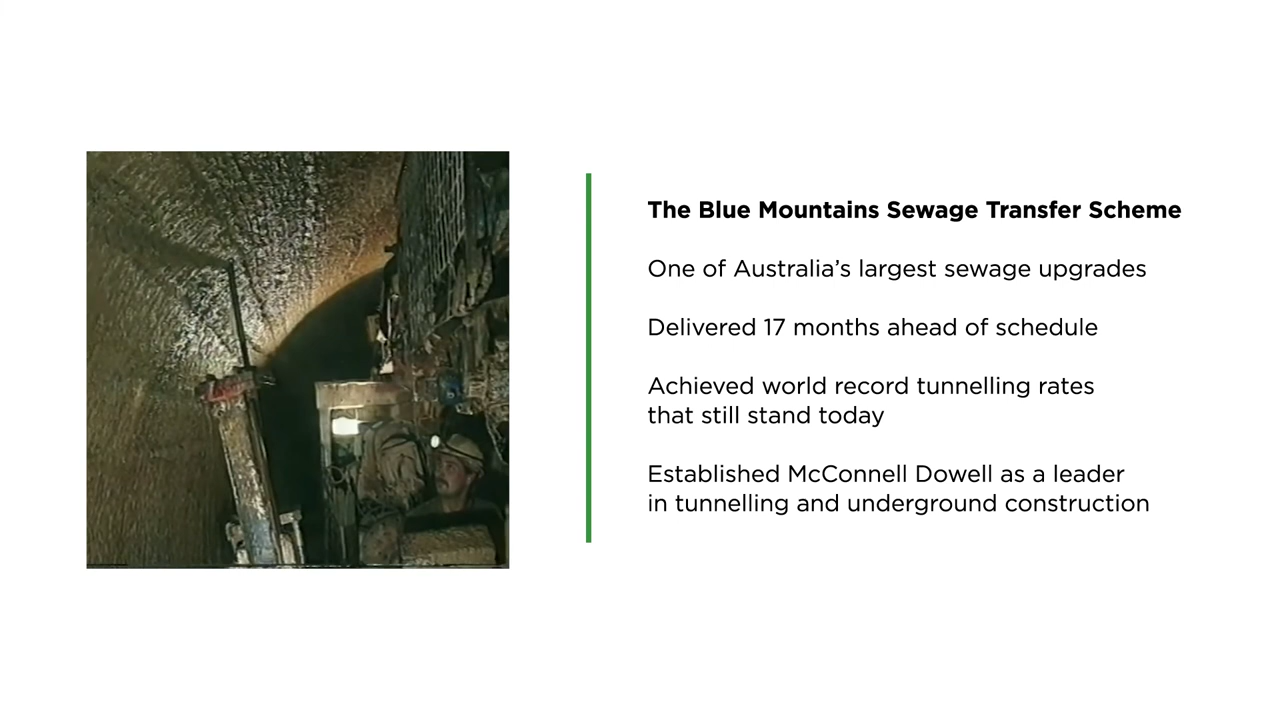 The Blue Mountains Sewage Transfer Scheme
One of Australia’s largest sewage upgrades
Delivered 17 months ahead of schedule
Achieved world record tunnelling rates
that still stand today
Established McConnell Dowell as a leader
in tunnelling and underground construction